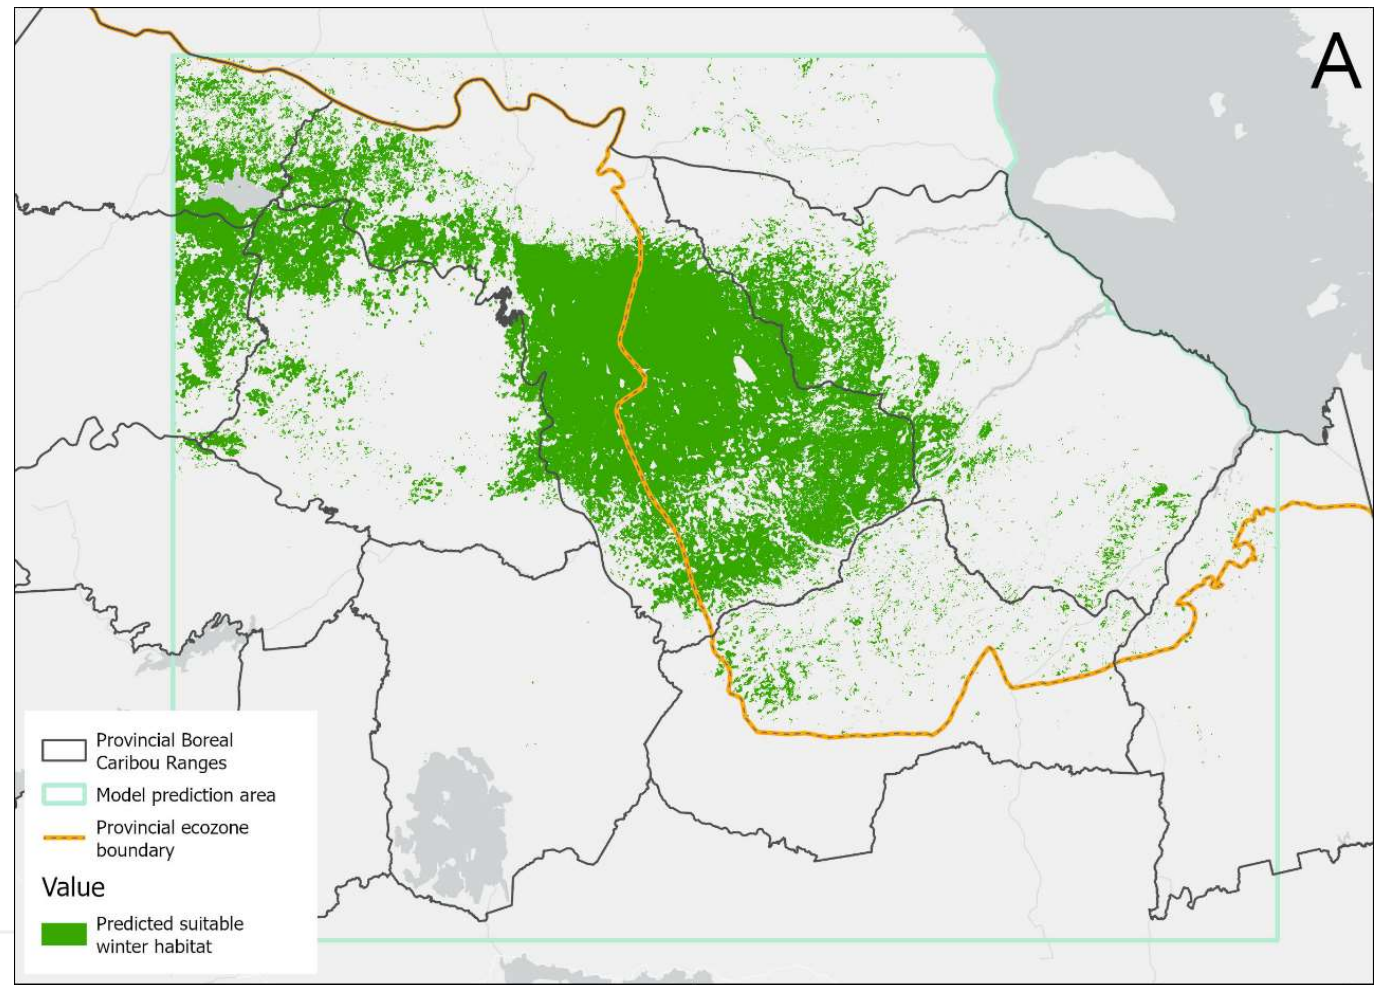 A
Provincial Boreal
Caribou Ranges
Model prediction area
Provincial ecozone
boundary
Value
Predicted suitable
winter habitat